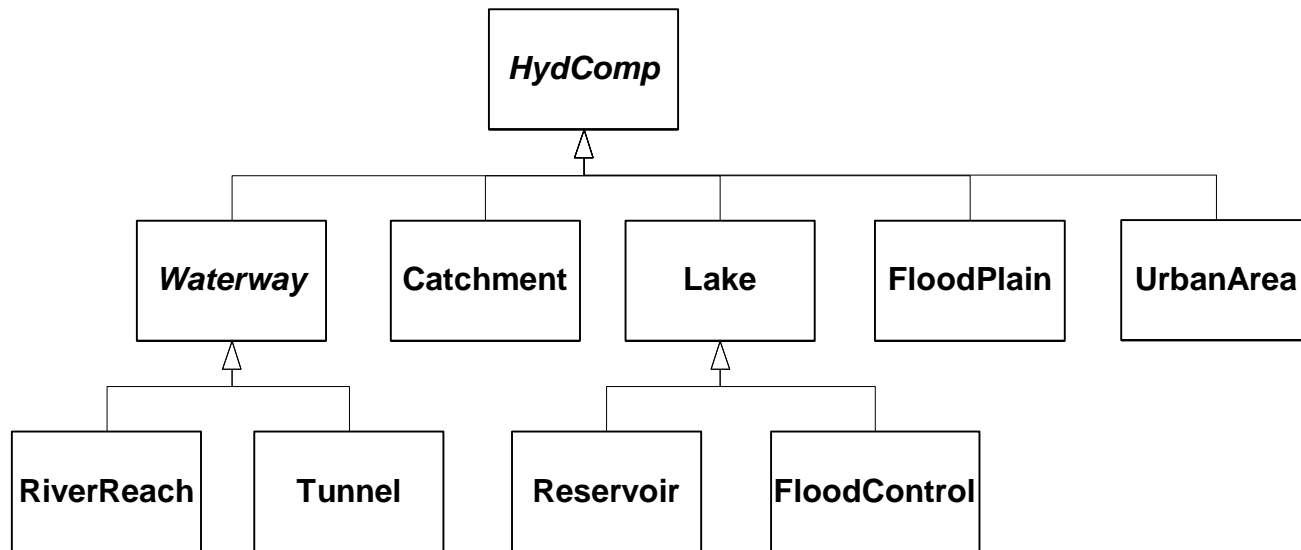 HydComp
Waterway
Catchment
Lake
FloodPlain
UrbanArea
RiverReach
Tunnel
Reservoir
FloodControl